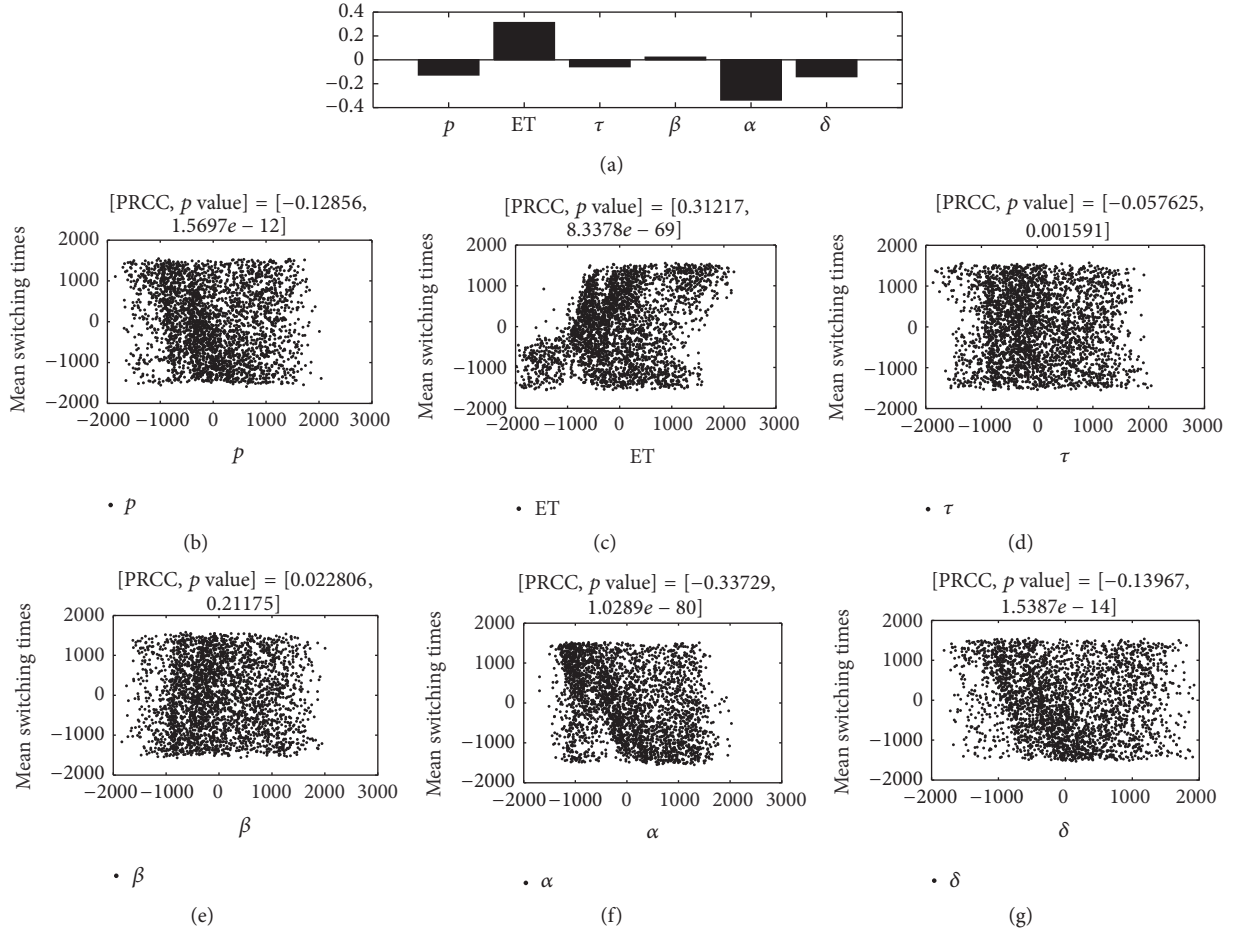 0.4
0.2
0
−0.2
−0.4
p ET τ β α δ
(a)
[PRCC, p value] = [−0.12856,
1.5697e − 12]
Mean switching times
2000
1000
0
−1000
−2000
−2000 −1000 0 1000 2000 3000
p
• p
(b)
[PRCC, p value] = [0.31217,
8.3378e − 69]
Mean switching times
2000
1000
0
−1000
−2000
−2000 −1000 0 1000 2000 3000
ET
• ET
(c)
[PRCC, p value] = [−0.057625,
0.001591]
Mean switching times
2000
1000
0
−1000
−2000
−2000 −1000 0 1000 2000 3000
τ
• τ
(d)
[PRCC, p value] = [0.022806,
0.21175]
Mean switching times
2000
1000
0
−1000
−2000
−2000 −1000 0 1000 2000 3000
β
• β
(e)
[PRCC, p value] = [−0.33729,
1.0289e − 80]
Mean switching times
2000
1000
0
−1000
−2000
−2000 −1000 0 1000 2000 3000
α
• α
(f)
[PRCC, p value] = [−0.13967,
1.5387e − 14]
Mean switching times
2000
1000
0
−1000
−2000
−2000 −1000 0 1000 2000
δ
• δ
(g)